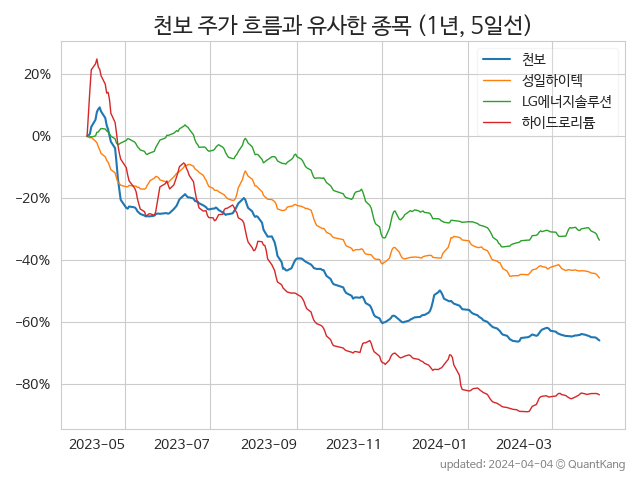 천보 주가 흐름과 유사한 종목 (1년, 5일선)
천보
성일하이텍
LG에너지솔루션
하이드로리튬
20%
0%
−20%
−40%
−60%
−80%
2023−05
2023−07
2023−09
2023−11
2024−01
2024−03
updated: 2024-04-04 © QuantKang